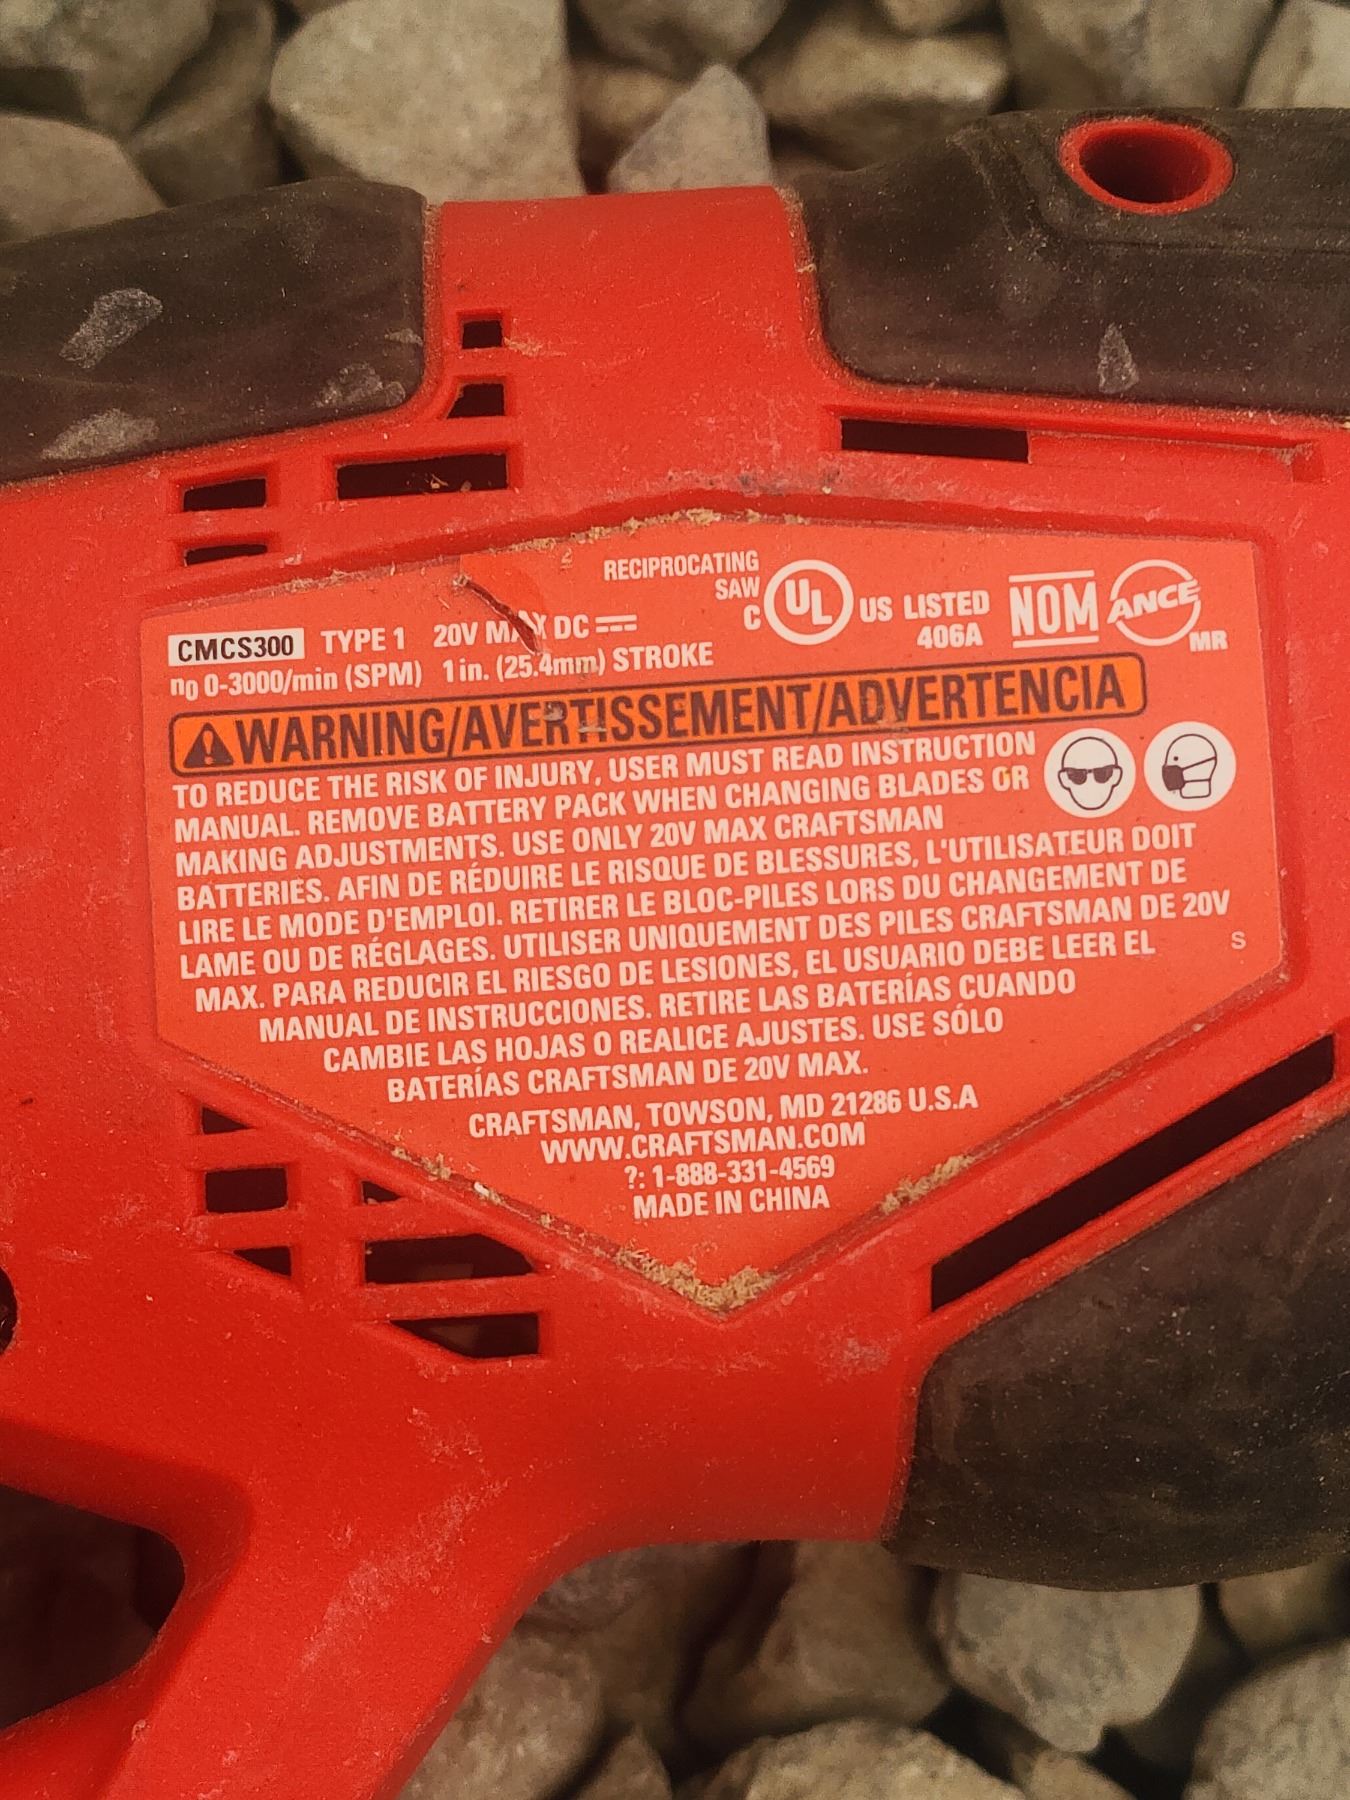 RECIPROCATING
SAW
C UL US LISTED
406A
NOM
ANCE
MR
CMCS300 TYPE 1 20V MAX DC
n0 0-3000/min (SPM) 1 in. (25.4mm) STROKE
WARNING/AVERTISSEMENT/ADVERTENCIA
TO REDUCE THE RISK OF INJURY, USER MUST READ INSTRUCTION
MANUAL. REMOVE BATTERY PACK WHEN CHANGING BLADES OR
MAKING ADJUSTMENTS. USE ONLY 20V MAX CRAFTSMAN
BATTERIES. AFIN DE RÉDUIRE LE RISQUE DE BLESSURES, L'UTILISATEUR DOIT
LIRE LE MODE D'EMPLOI. RETIRER LE BLOC-PILES LORS DU CHANGEMENT DE
LAME OU DE RÉGLAGES. UTILISER UNIQUEMENT DES PILES CRAFTSMAN DE 20V
MAX. PARA REDUCIR EL RIESGO DE LESIONES, EL USUARIO DEBE LEER EL
S
MANUAL DE INSTRUCCIONES. RETIRE LAS BATERÍAS CUANDO
CAMBIE LAS HOJAS O REALICE AJUSTES. USE SÓLO
BATERÍAS CRAFTSMAN DE 20V MAX.
CRAFTSMAN, TOWSON, MD 21286 U.S.A
WWW.CRAFTSMAN.COM
?: 1-888-331-4569
MADE IN CHINA